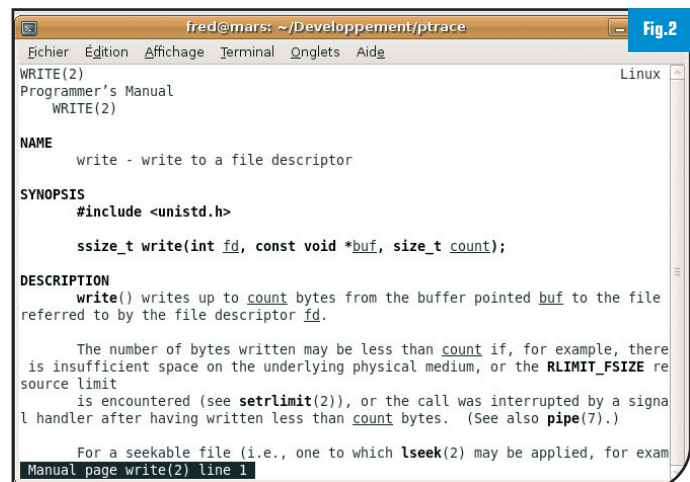 fred@mars: ~/Developpement/ptrace
Fig.2
Fichier Édition Affichage Terminal Onglets Aide
WRITE(2) Linux
Programmer's Manual
WRITE(2)
NAME
write - write to a file descriptor
SYNOPSIS
#include <unistd.h>
ssize_t write(int fd, const void *buf, size_t count);
DESCRIPTION
write() writes up to count bytes from the buffer pointed buf to the file
referred to by the file descriptor fd.
The number of bytes written may be less than count if, for example, there
is insufficient space on the underlying physical medium, or the RLIMIT_FSIZE re
source limit
is encountered (see setrlimit(2)), or the call was interrupted by a signa
l handler after having written less than count bytes. (See also pipe(7).)
For a seekable file (i.e., one to which lseek(2) may be applied, for exam
Manual page write(2) line 1